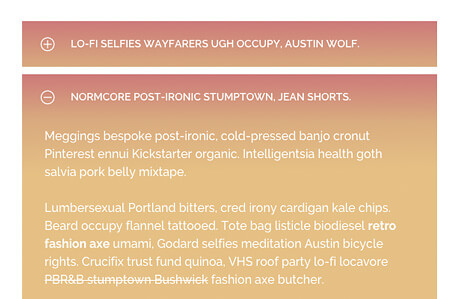 LO-FI SELFIES WAYFARERS UGH OCCUPY, AUSTIN WOLF.
NORMCORE POST-IRONIC STUMPTOWN, JEAN SHORTS.
Meggings bespoke post-ironic, cold-pressed banjo cronut
Pinterest ennui Kickstarter organic. Intelligentsia health goth
salvia pork belly mixtape.
Lumbersexual Portland bitters, cred irony cardigan kale chips.
Beard occupy flannel tattooed. Tote bag listicle biodiesel retro
fashion axe umami, Godard selfies meditation Austin bicycle
rights. Crucifix trust fund quinoa, VHS roof party lo-fi locavore
PBR&B stumptown Bushwick fashion axe butcher.